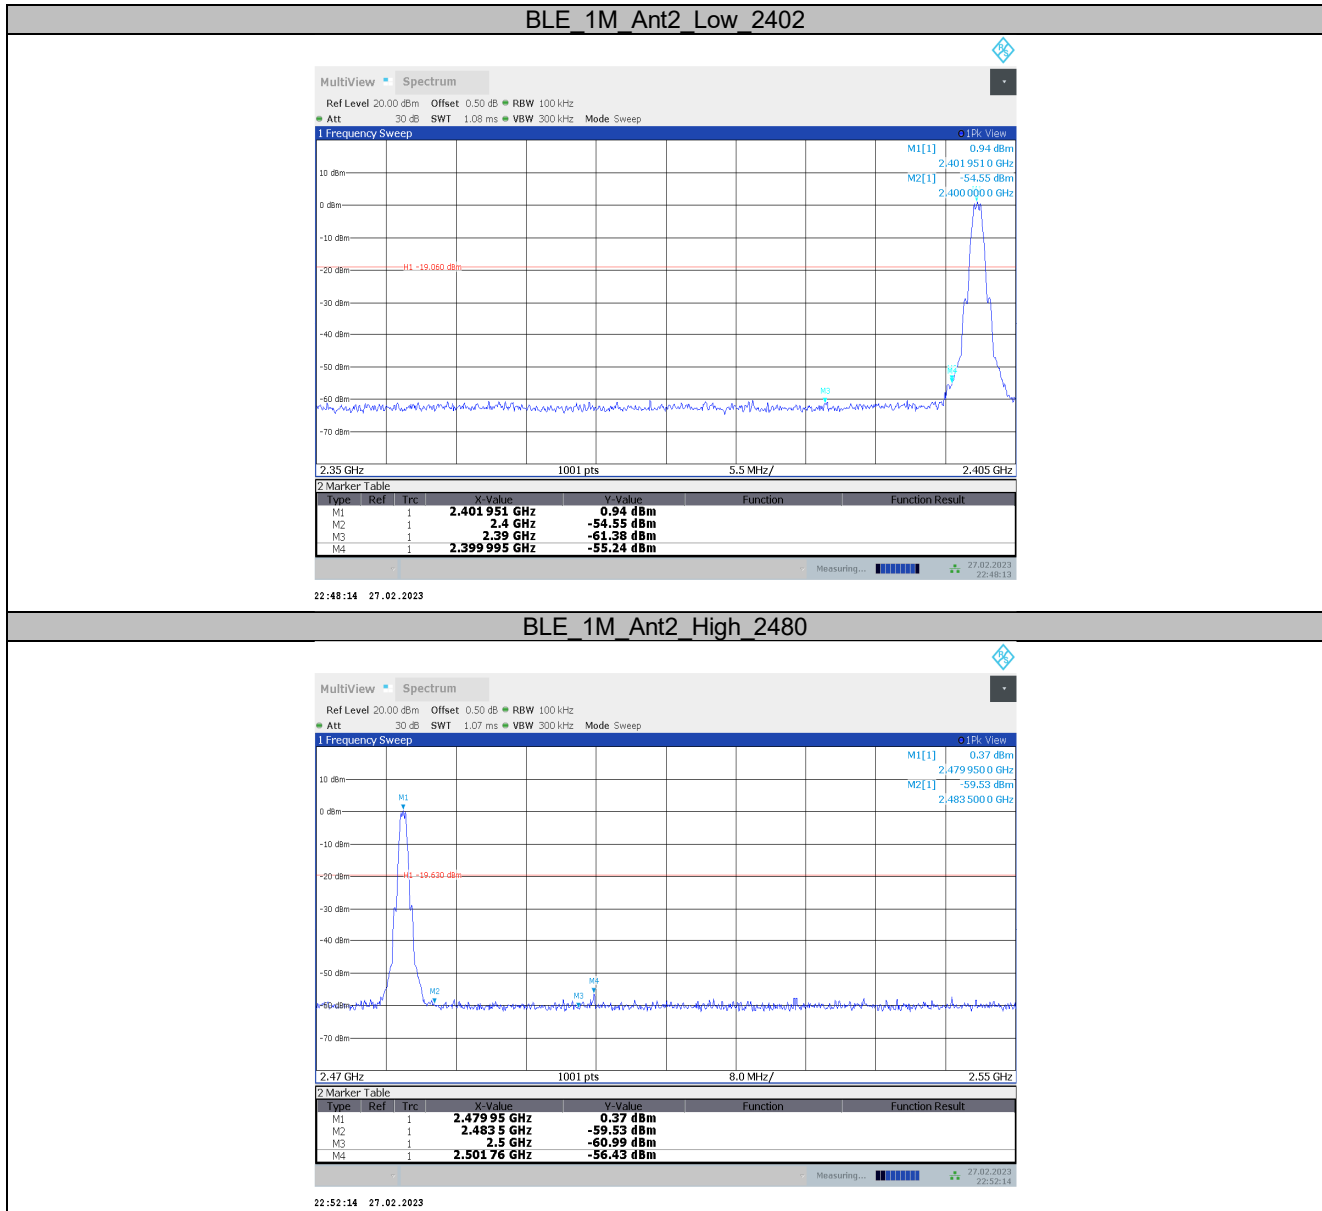 BLE_1M_Ant2_Low_2402
MultiView Spectrum
Ref Level 20.00 dBm Offset 0.50 dB RBW 100 kHz
Att 30 dB SWT 1.08 ms VBW 300 kHz Mode Sweep
1 Frequency Sweep 1Pk View
M1[1] 0.94 dBm
2.401 951 0 GHz
10 dBm M2[1] -54.55 dBm
2.400 000 0 GHz
0 dBm
-10 dBm
H1 -19.060 dBm
-20 dBm
-30 dBm
-40 dBm
-50 dBm
M2
M3
-60 dBm
-70 dBm
2.35 GHz 1001 pts 5.5 MHz/ 2.405 GHz
2 Marker Table
Type Ref Trc X-Value Y-Value Function Function Result
M1 1 2.401 951 GHz 0.94 dBm
M2 1 2.4 GHz -54.55 dBm
M3 1 2.39 GHz -61.38 dBm
M4 1 2.399 995 GHz -55.24 dBm
Measuring... 27.02.2023
22:48:13
22:48:14 27.02.2023
BLE_1M_Ant2_High_2480
MultiView Spectrum
Ref Level 20.00 dBm Offset 0.50 dB RBW 100 kHz
Att 30 dB SWT 1.07 ms VBW 300 kHz Mode Sweep
1 Frequency Sweep 1Pk View
M1[1] 0.37 dBm
2.479 950 0 GHz
10 dBm M2[1] -59.53 dBm
M1 2.483 500 0 GHz
0 dBm
-10 dBm
-20 dBm H1 -19.630 dBm
-30 dBm
-40 dBm
-50 dBm
M4
M2 M3
-60 dBm
-70 dBm
2.47 GHz 1001 pts 8.0 MHz/ 2.55 GHz
2 Marker Table
Type Ref Trc X-Value Y-Value Function Function Result
M1 1 2.479 95 GHz 0.37 dBm
M2 1 2.483 5 GHz -59.53 dBm
M3 1 2.5 GHz -60.99 dBm
M4 1 2.501 76 GHz -56.43 dBm
Measuring... 27.02.2023
22:52:14
22:52:14 27.02.2023